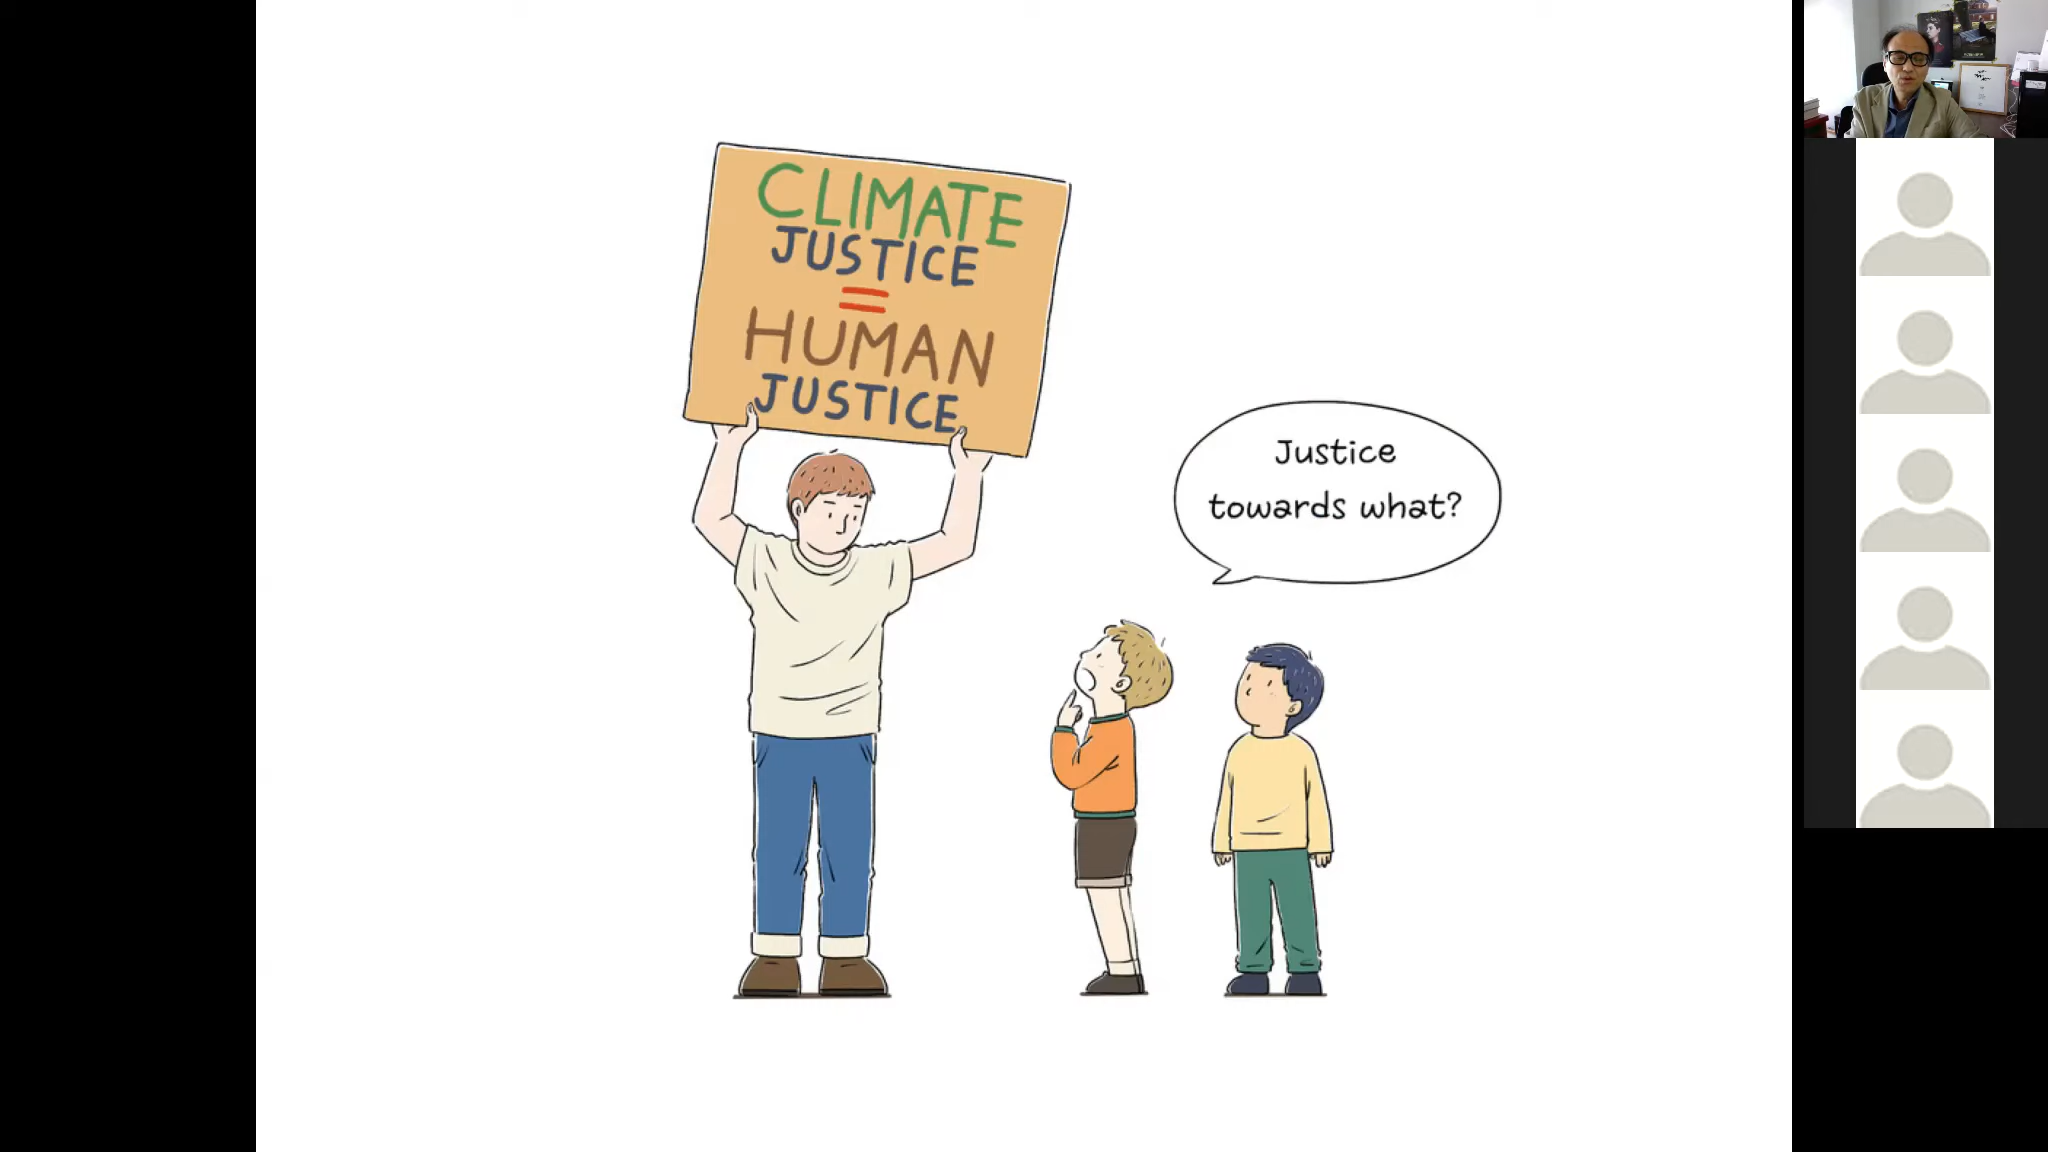 CLIMATE
JUSTICE
=
HUMAN
JUSTICE
Justice
towards what?